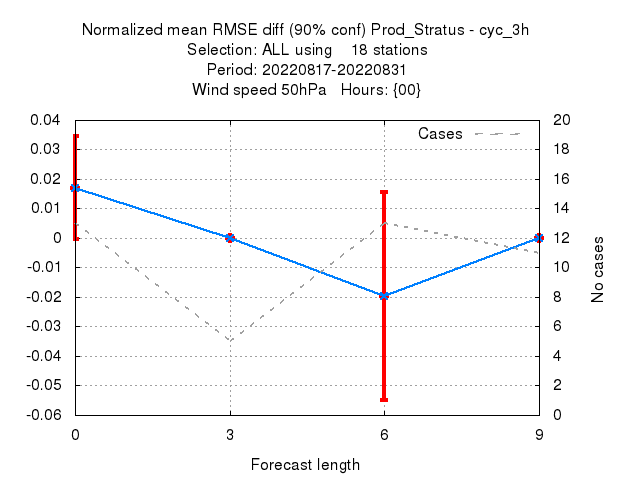 Normalized mean RMSE diff (90% conf) Prod_Stratus - cyc_3h
Selection: ALL using 18 stations
Period: 20220817-20220831
Wind speed 50hPa Hours: {00}
0.04 20
Cases
0.03 18
0.02 16
0.01 14
0 12
-0.01 10
-0.02 8
-0.03 6
-0.04 4
-0.05 2
-0.06 0
No cases
0 3 6 9
Forecast length